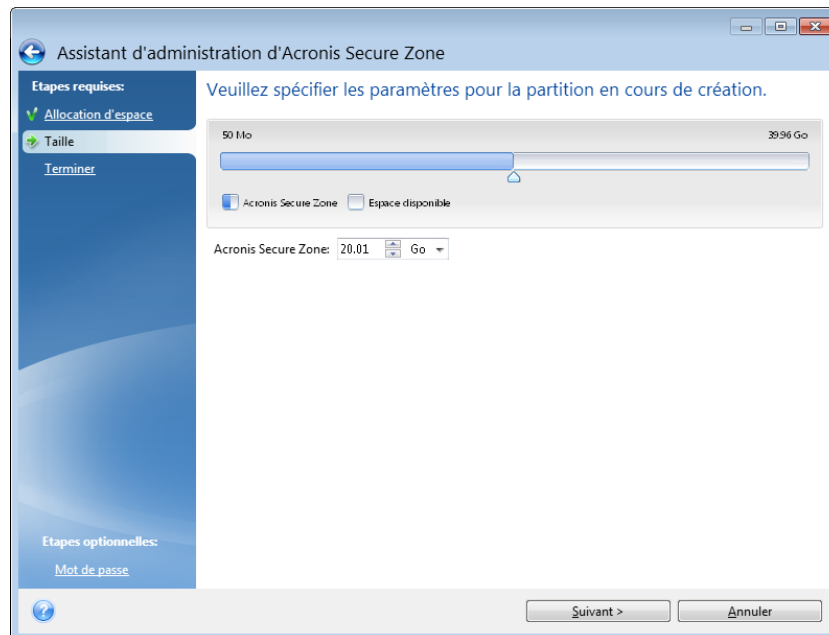 Assistant d'administration d'Acronis Secure Zone
Etapes requises:
Allocation d'espace
Taille
Terminer
Etapes optionnelles:
Mot de passe
Veuillez spécifier les paramètres pour la partition en cours de création.
50 Mo 39.96 Go
Acronis Secure Zone Espace disponible
Acronis Secure Zone: 20.01 Go
? Suivant > Annuler